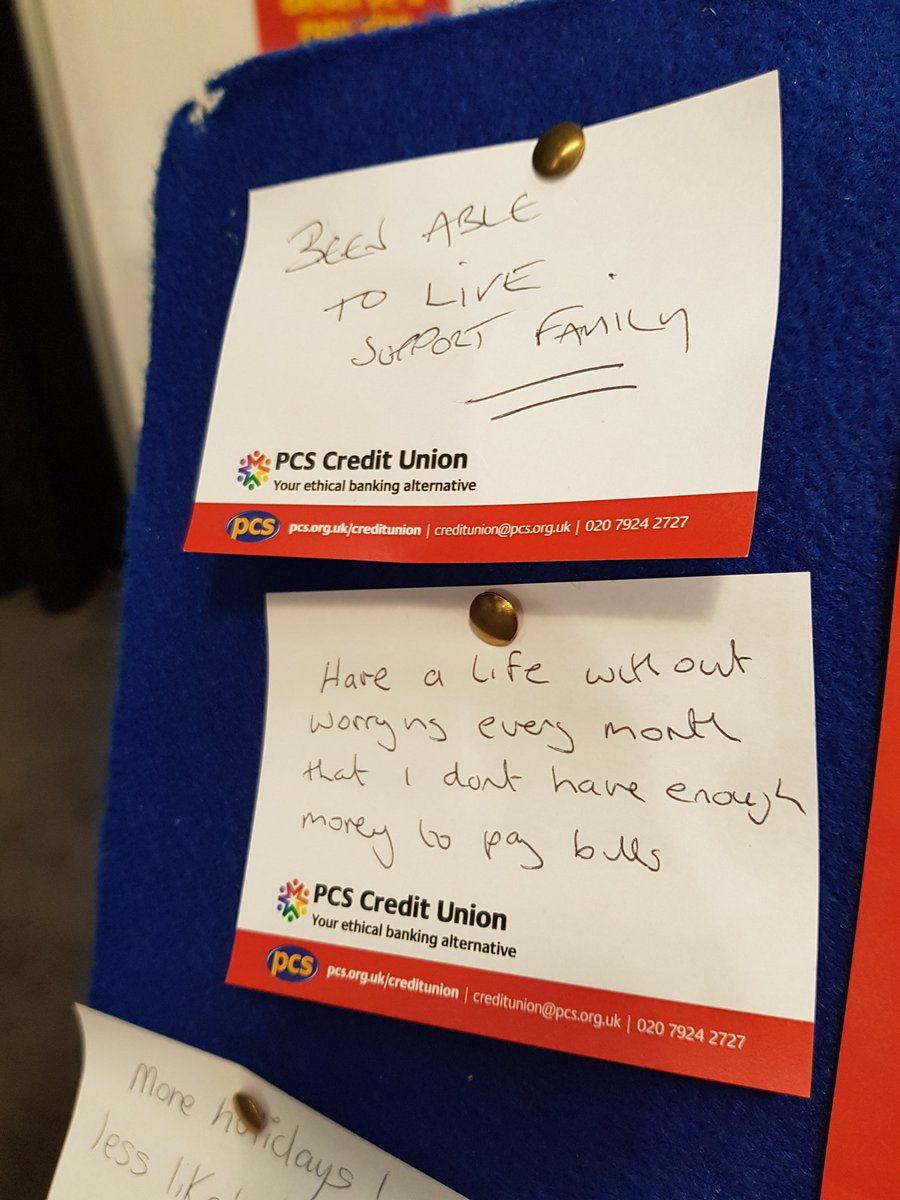 BEEN ABLE
TO LIVE .
SUPPORT FAMILY
PCS Credit Union
Your ethical banking alternative
pcs pcs.org.uk/creditunion | creditunion@pcs.org.uk | 020 7924 2727
Have a life without
worryng every month
that I dont have enough
money to pay bills
PCS Credit Union
Your ethical banking alternative
pcs pcs.org.uk/creditunion | creditunion@pcs.org.uk | 020 7924 2727
More holidays
less